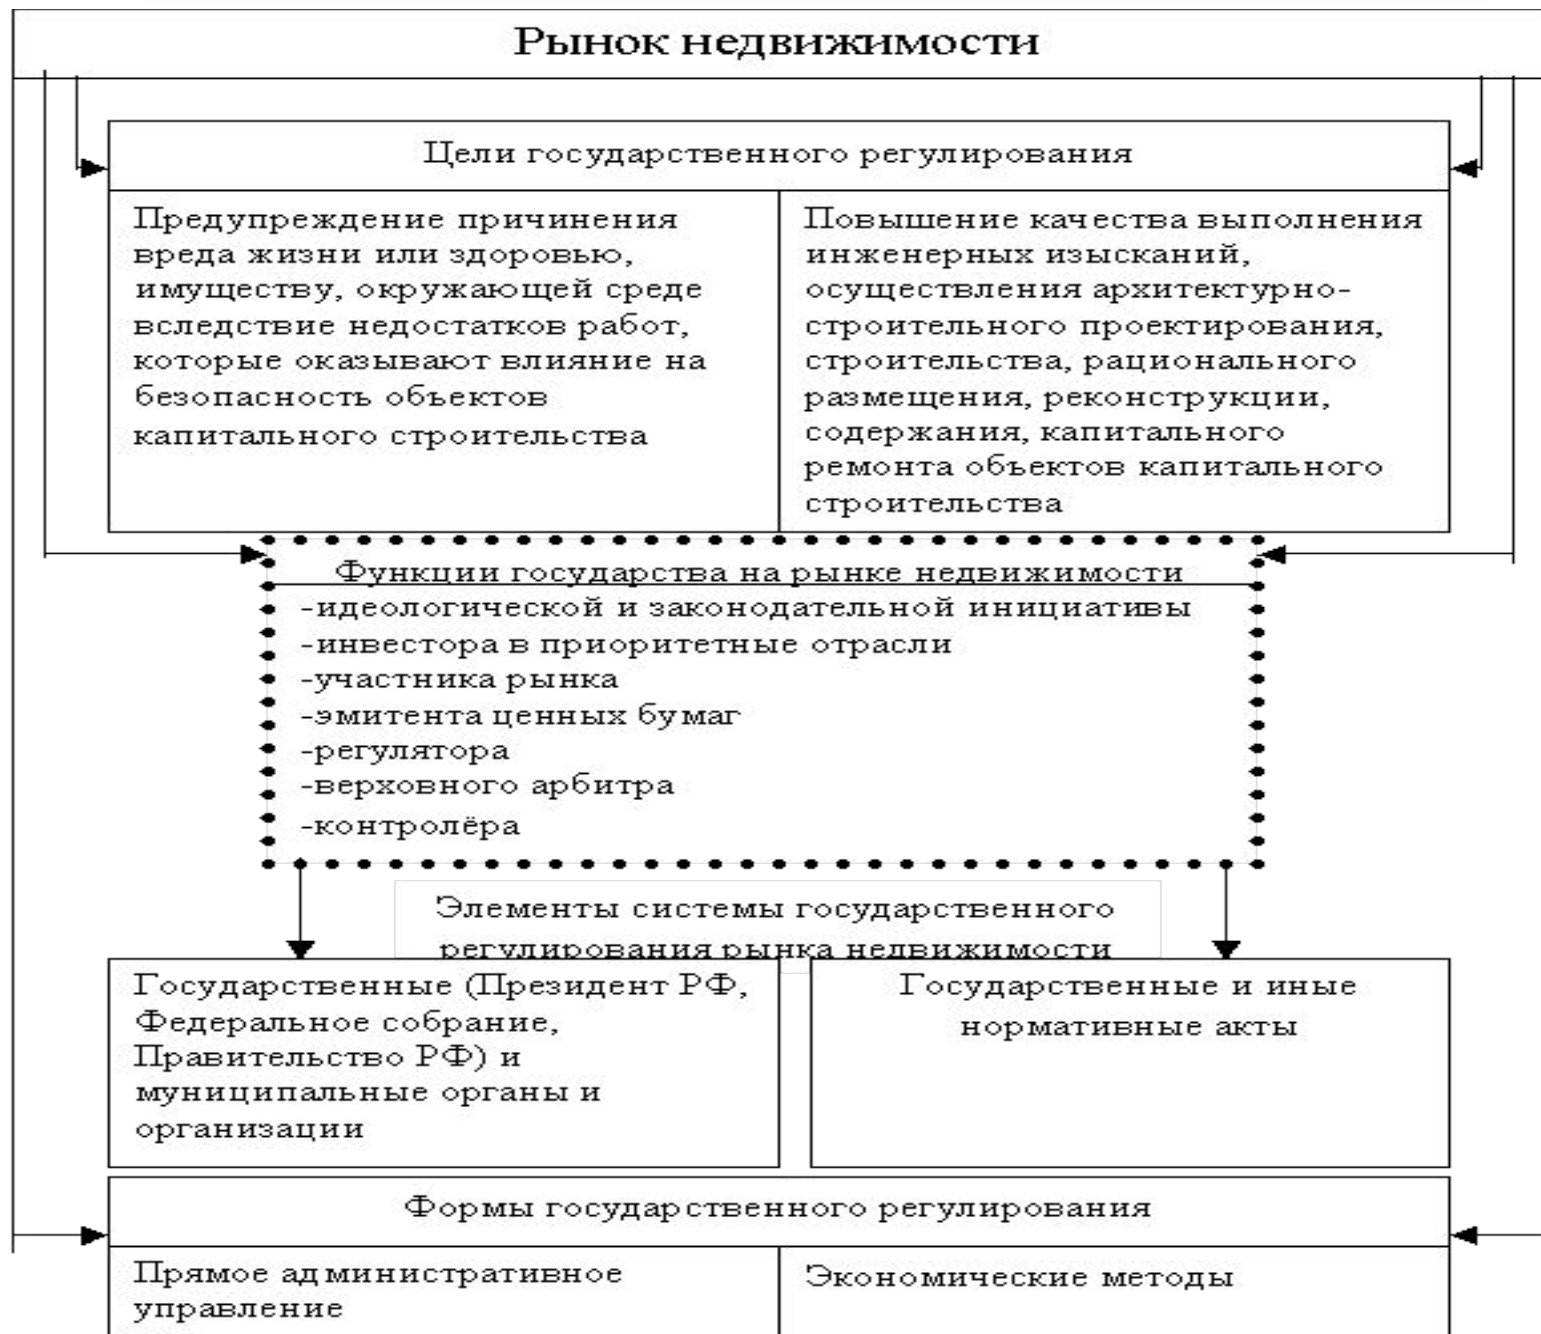 Рынок недвижимости
Цели государственного регулирования
Предупреждение причинения
вреда жизни или здоровью,
имуществу, окружающей среде
вследствие недостатков работ,
которые оказывают влияние на
безопасность объектов
капитального строительства
Повышение качества выполнения
инженерных изысканий,
осуществления архитектурно-
строительного проектирования,
строительства, рационального
размещения, реконструкции,
содержания, капитального
ремонта объектов капитального
строительства
Функции государства на рынке недвижимости
-идеологической и законодательной инициативы
-инвестора в приоритетные отрасли
-участника рынка
-эмитента ценных бумаг
-регулятора
-верховного арбитра
-контролёра
Элементы системы государственного
регулирования рынка недвижимости
Государственные (Президент РФ,
Федеральное собрание,
Правительство РФ) и
муниципальные органы и
организации
Государственные и иные
нормативные акты
Формы государственного регулирования
Прямое административное
управление
Экономические методы